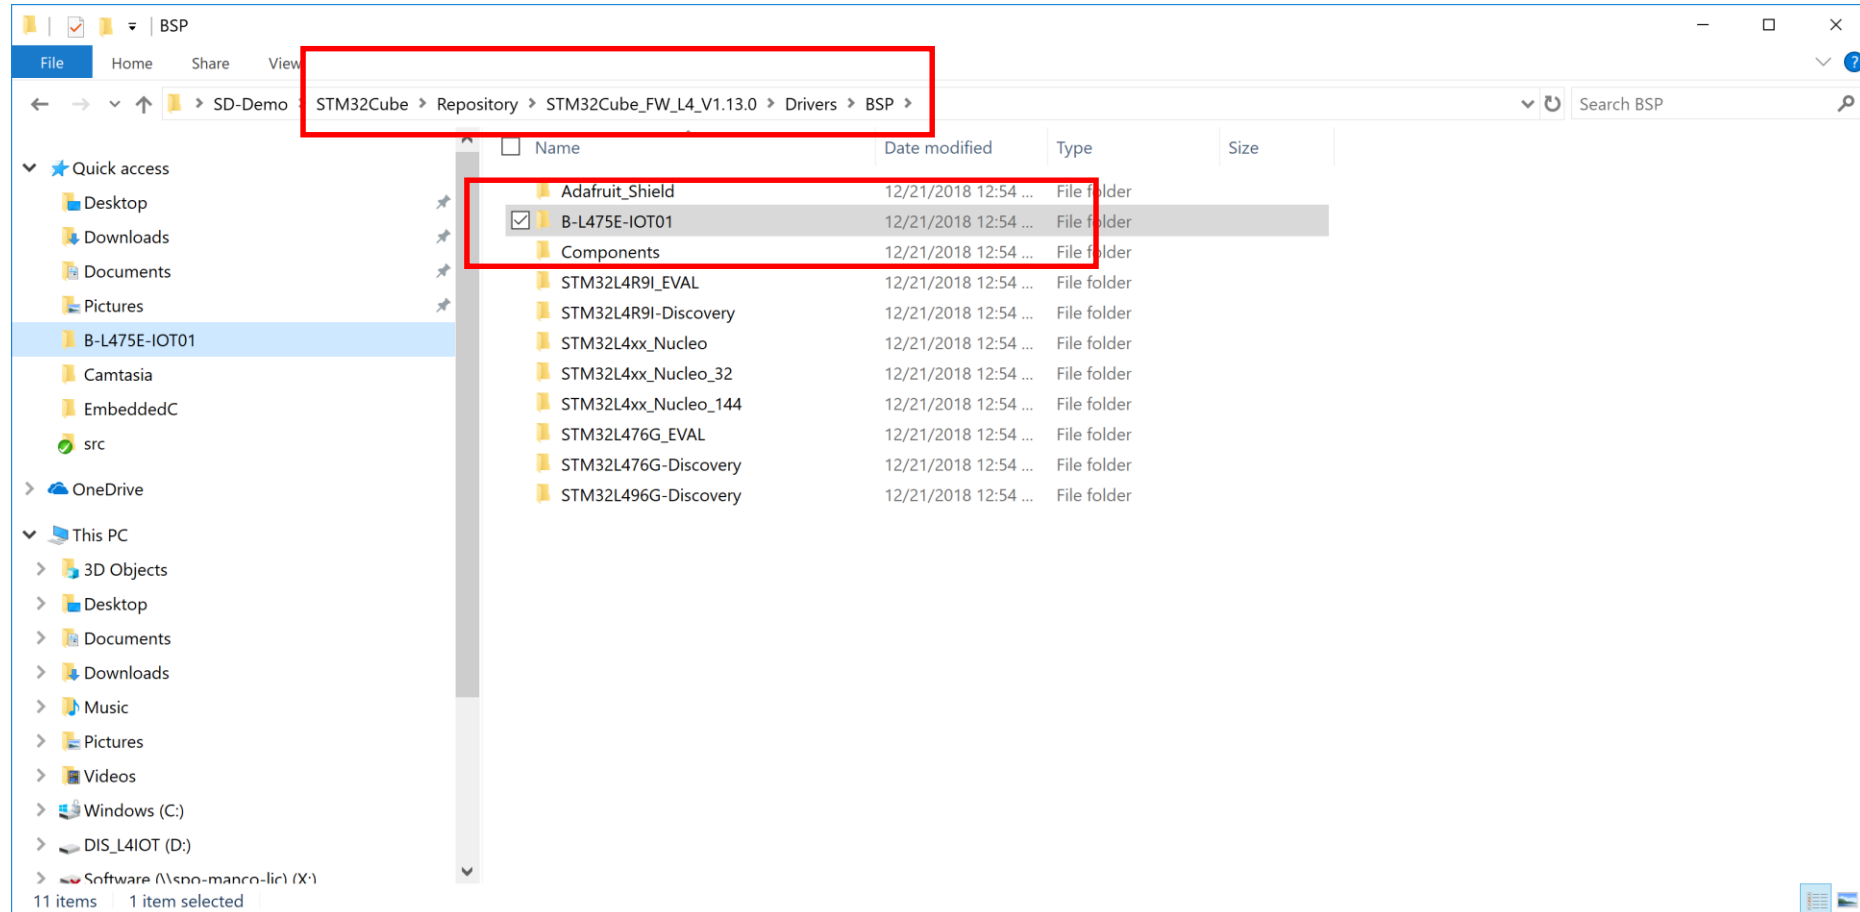 BSP
File Home Share View
SD-Demo STM32Cube Repository STM32Cube_FW_L4_V1.13.0 Drivers BSP
Search BSP
Quick access
Desktop
Downloads
Documents
Pictures
B-L475E-IOT01
Camtasia
EmbeddedC
src
OneDrive
This PC
3D Objects
Desktop
Documents
Downloads
Music
Pictures
Videos
Windows (C:)
DIS_L4IOT (D:)
Software (\\spo-manco-lic) (X:)
Name Date modified Type Size
Adafruit_Shield 12/21/2018 12:54 ... File folder
B-L475E-IOT01 12/21/2018 12:54 ... File folder
Components 12/21/2018 12:54 ... File folder
STM32L4R9I_EVAL 12/21/2018 12:54 ... File folder
STM32L4R9I-Discovery 12/21/2018 12:54 ... File folder
STM32L4xx_Nucleo 12/21/2018 12:54 ... File folder
STM32L4xx_Nucleo_32 12/21/2018 12:54 ... File folder
STM32L4xx_Nucleo_144 12/21/2018 12:54 ... File folder
STM32L476G_EVAL 12/21/2018 12:54 ... File folder
STM32L476G-Discovery 12/21/2018 12:54 ... File folder
STM32L496G-Discovery 12/21/2018 12:54 ... File folder
11 items 1 item selected